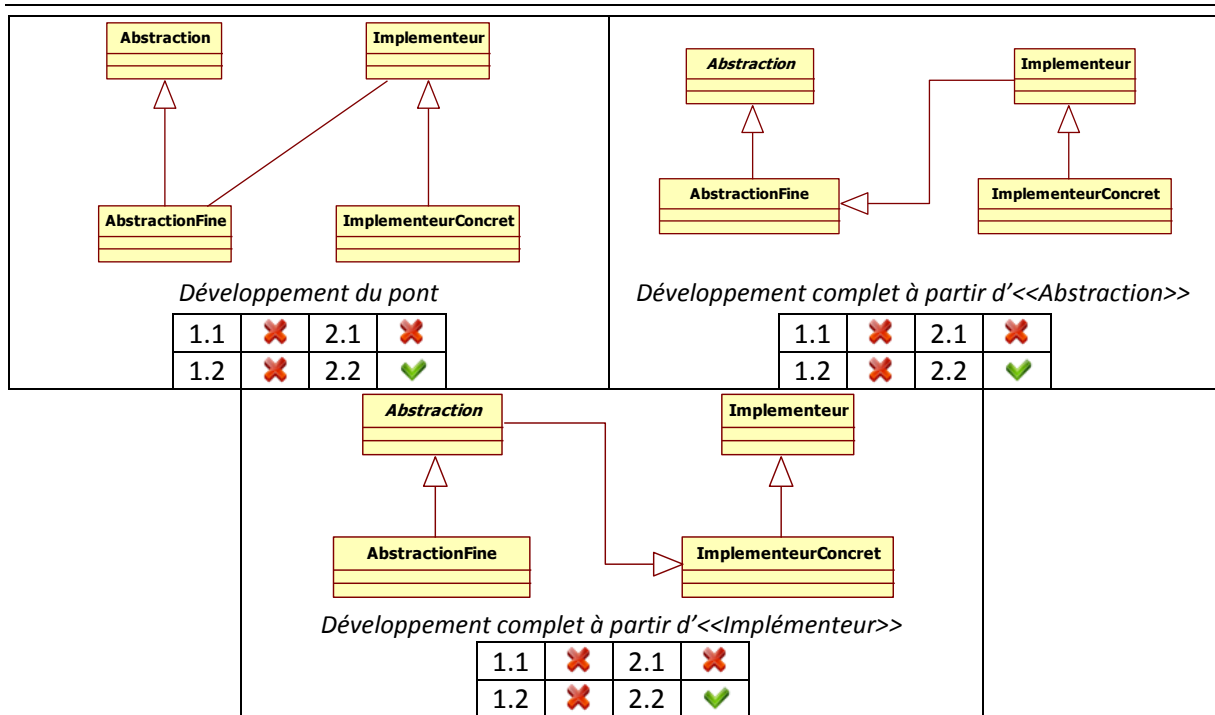 Abstraction
Implementeur
AbstractionFine
ImplementeurConcret
Développement du pont
1.1 2.1
1.2 2.2
Abstraction
Implementeur
AbstractionFine
ImplementeurConcret
Développement complet à partir d’<<Abstraction>>
1.1 2.1
1.2 2.2
Abstraction
Implementeur
AbstractionFine
ImplementeurConcret
Développement complet à partir d’<<Implémenteur>>
1.1 2.1
1.2 2.2